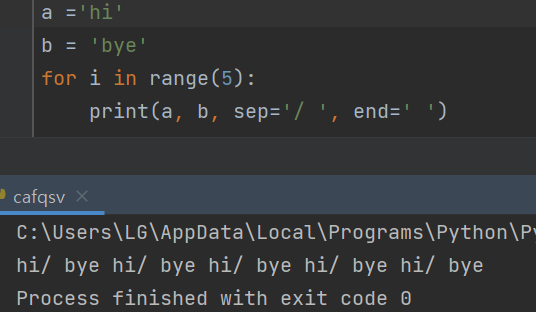 a ='hi'
b = 'bye'
for i in range(5):
    print(a, b, sep='/ ', end=' ')
cafqsv
C:\Users\LG\AppData\Local\Programs\Python\Py
hi/ bye hi/ bye hi/ bye hi/ bye hi/ bye
Process finished with exit code 0